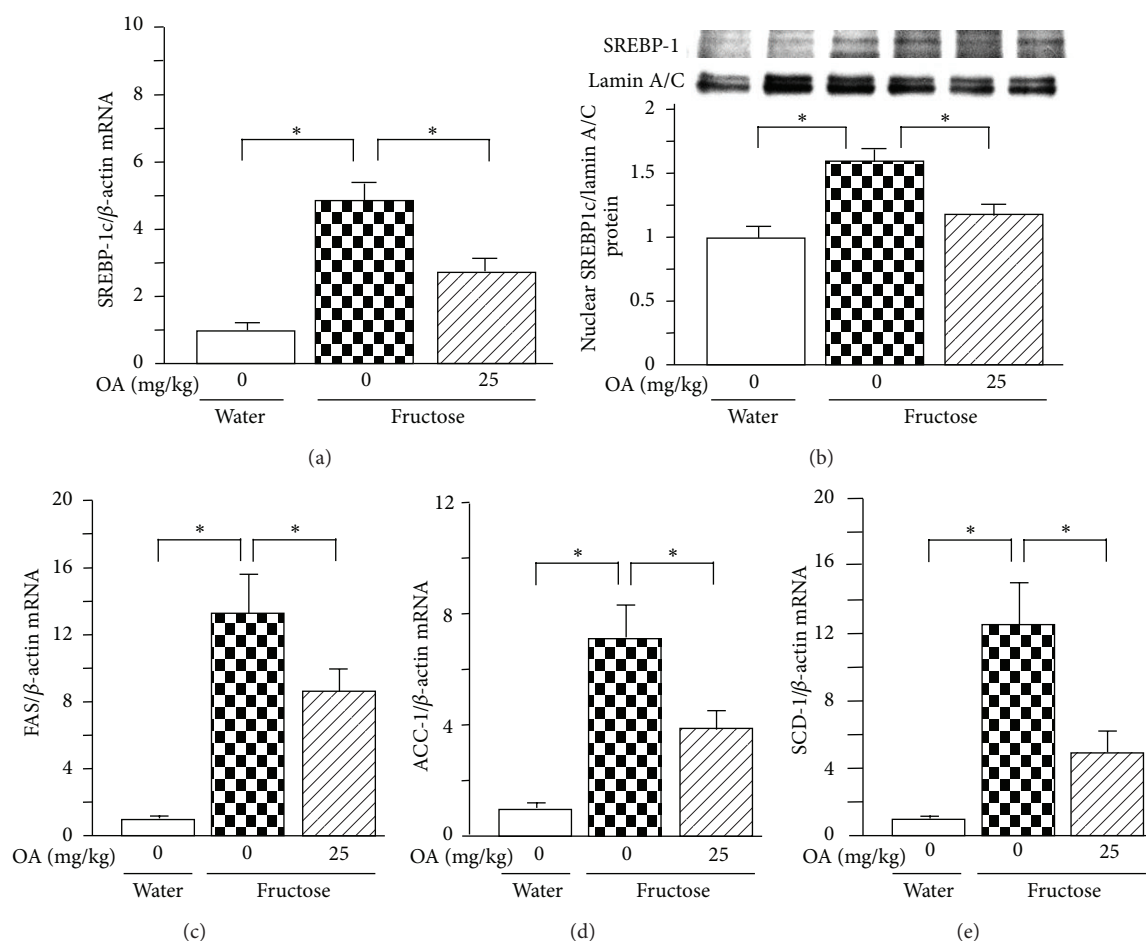 SREBP-1c/β-actin mRNA
10
8
6
4
2
0
*
*
OA (mg/kg)
0
0
25
Water
Fructose
(a)
SREBP-1
Lamin A/C
Nuclear SREBP1c/lamin A/C
protein
2
1.5
1
0.5
0
*
*
OA (mg/kg)
0
0
25
Water
Fructose
(b)
FAS/β-actin mRNA
20
16
12
8
4
0
*
*
OA (mg/kg)
0
0
25
Water
Fructose
(c)
ACC-1/β-actin mRNA
12
8
4
0
*
*
OA (mg/kg)
0
0
25
Water
Fructose
(d)
SCD-1/β-actin mRNA
20
16
12
8
4
0
*
*
OA (mg/kg)
0
0
25
Water
Fructose
(e)